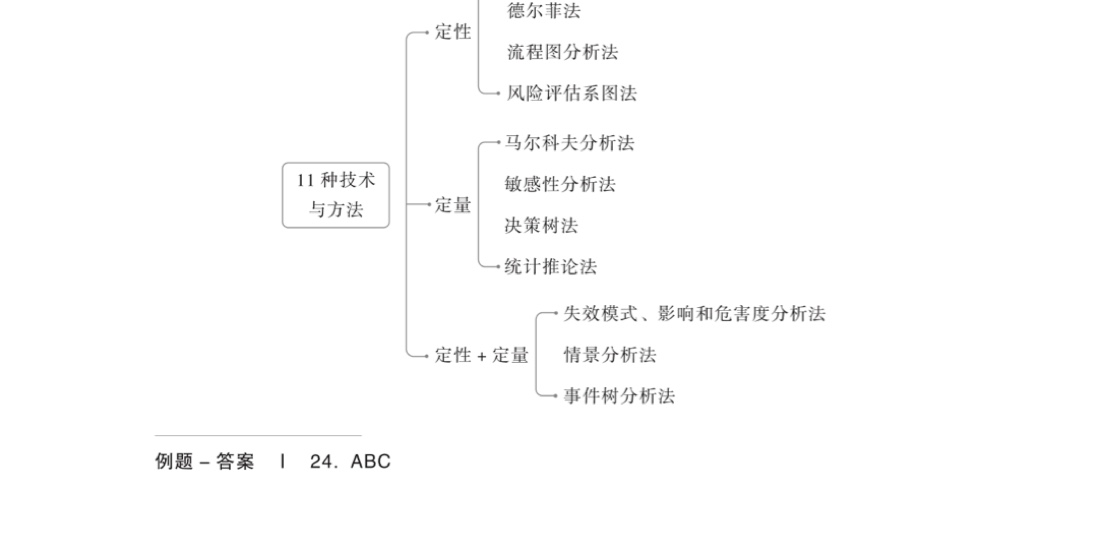 德尔菲法
定性
流程图分析法
风险评估系图法
马尔科夫分析法
11 种技术
与方法
敏感性分析法
定量
决策树法
统计推论法
失效模式、影响和危害度分析法
定性 + 定量
情景分析法
事件树分析法
例题 – 答案 | 24. ABC